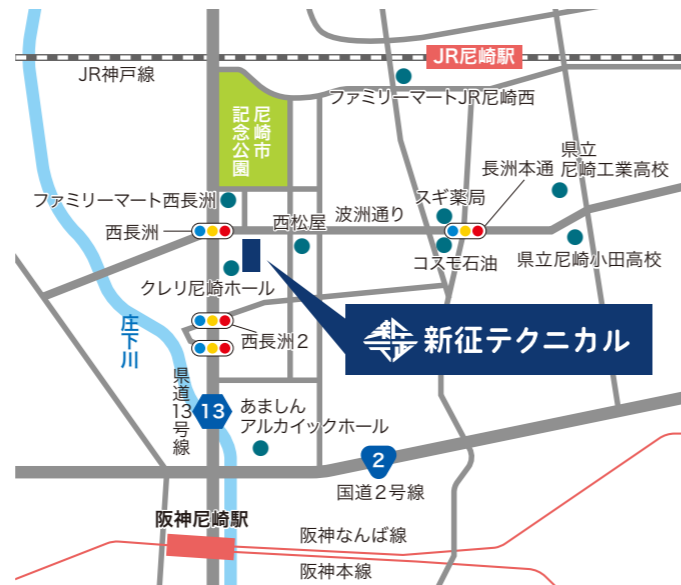 JR尼崎駅
JR神戸線
ファミリーマートJR尼崎西
尼崎市
記念公園
県立
尼崎工業高校
長洲本通
ファミリーマート西長洲
スギ薬局
西長洲
西松屋
波洲通り
コスモ石油
県立尼崎小田高校
クレリ尼崎ホール
新征テクニカル
西長洲2
庄下川
県道13号線
13
あましん
アルカイックホール
2
国道2号線
阪神尼崎駅
阪神なんば線
阪神本線